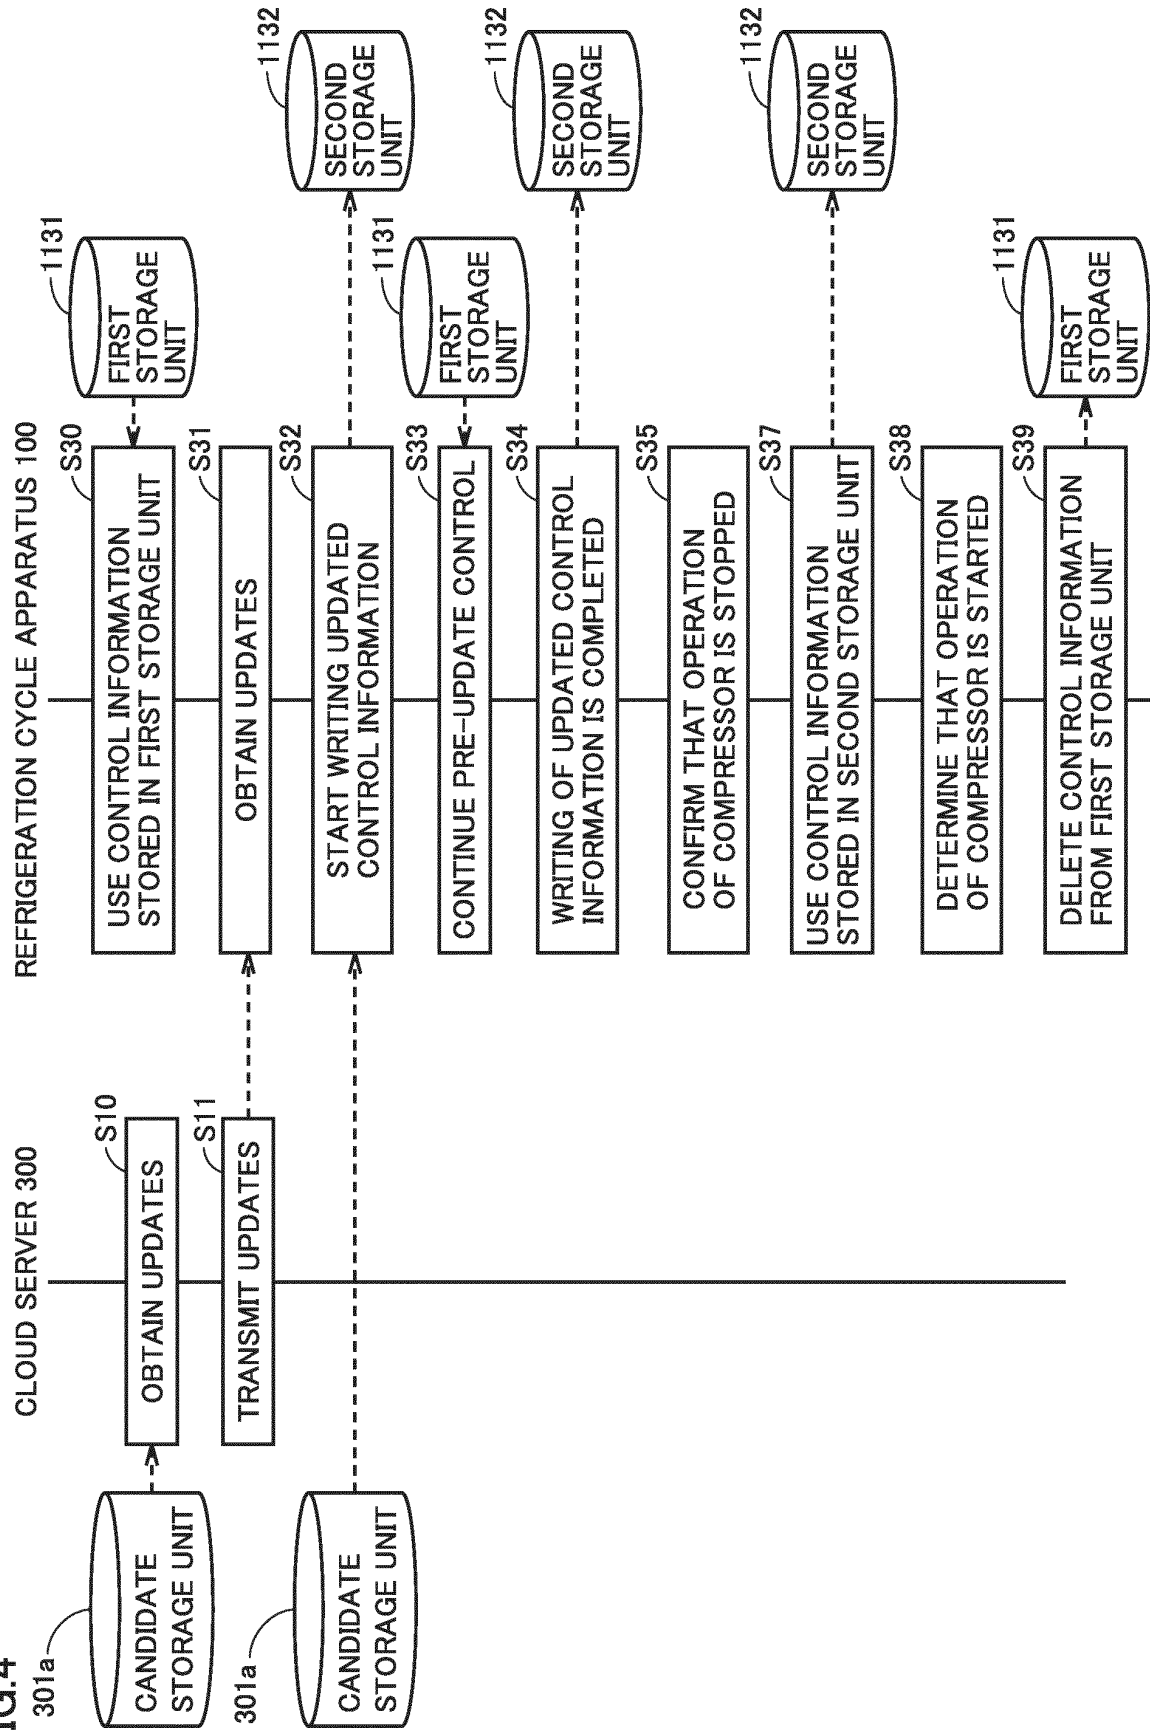 FIG.4
CLOUD SERVER 300
REFRIGERATION CYCLE APPARATUS 100
301a
CANDIDATE
STORAGE UNIT
S10
OBTAIN UPDATES
S30
USE CONTROL INFORMATION
STORED IN FIRST STORAGE UNIT
1131
FIRST
STORAGE
UNIT
S11
TRANSMIT UPDATES
S31
OBTAIN UPDATES
301a
CANDIDATE
STORAGE UNIT
S32
START WRITING UPDATED
CONTROL INFORMATION
1132
SECOND
STORAGE
UNIT
S33
CONTINUE PRE-UPDATE CONTROL
1131
FIRST
STORAGE
UNIT
S34
WRITING OF UPDATED CONTROL
INFORMATION IS COMPLETED
1132
SECOND
STORAGE
UNIT
S35
CONFIRM THAT OPERATION
OF COMPRESSOR IS STOPPED
S37
USE CONTROL INFORMATION
STORED IN SECOND STORAGE UNIT
1132
SECOND
STORAGE
UNIT
S38
DETERMINE THAT OPERATION
OF COMPRESSOR IS STARTED
S39
DELETE CONTROL INFORMATION
FROM FIRST STORAGE UNIT
1131
FIRST
STORAGE
UNIT